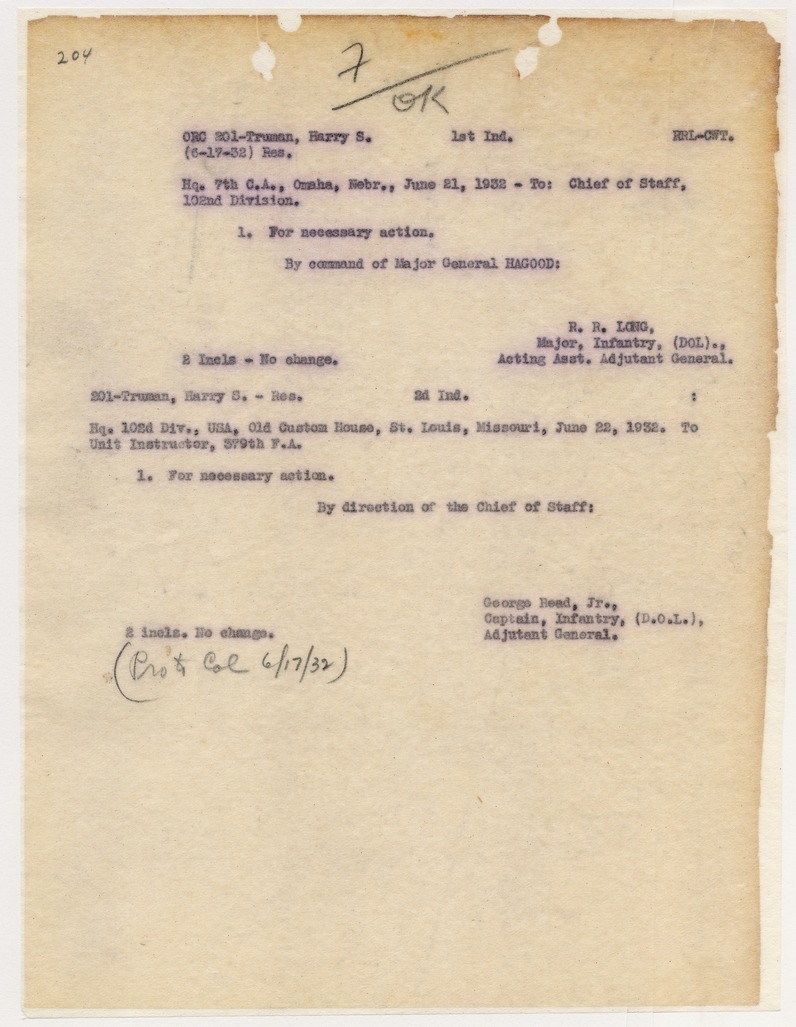 204
7
OK
ORC 201-Truman, Harry S. 1st Ind. RRL-CWT.
(6-17-32) Res.
Hq. 7th C.A., Omaha, Nebr., June 21, 1932 - To: Chief of Staff,
102nd Division.
1. For necessary action.
By command of Major General HAGOOD:
R. R. LONG,
Major, Infantry, (DOL).,
2 Incls - No change. Acting Asst. Adjutant General.
201-Truman, Harry S. - Res. 2d Ind. :
Hq. 102d Div., USA, Old Custom House, St. Louis, Missouri, June 22, 1932. To
Unit Instructor, 379th F.A.
1. For necessary action.
By direction of the Chief of Staff:
George Read, Jr.,
Captain, Infantry, (D.O.L.),
2 incls. No change. Adjutant General.
(Pro to Col 6/17/32)